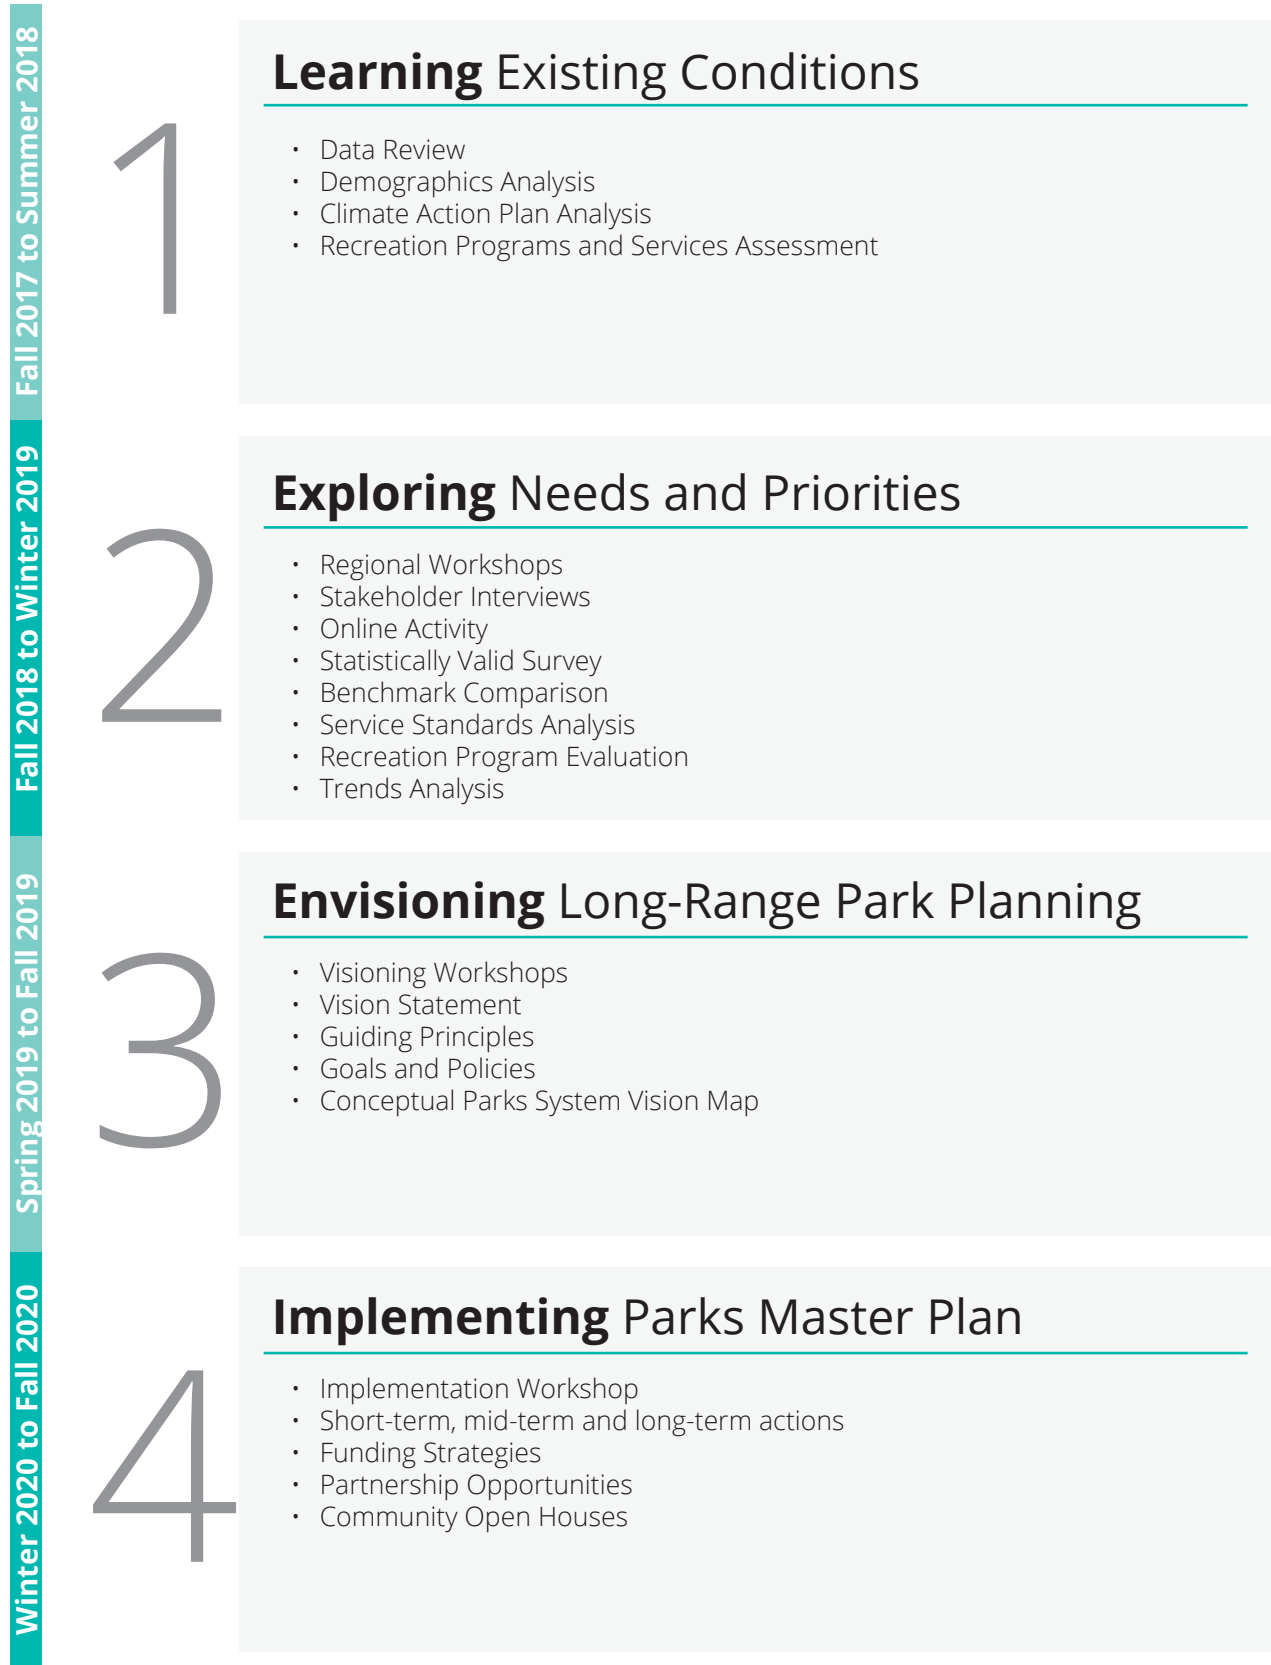 Fall 2017 to Summer 2018
1
Learning Existing Conditions
• Data Review
• Demographics Analysis
• Climate Action Plan Analysis
• Recreation Programs and Services Assessment
Fall 2018 to Winter 2019
2
Exploring Needs and Priorities
• Regional Workshops
• Stakeholder Interviews
• Online Activity
• Statistically Valid Survey
• Benchmark Comparison
• Service Standards Analysis
• Recreation Program Evaluation
• Trends Analysis
Spring 2019 to Fall 2019
3
Envisioning Long-Range Park Planning
• Visioning Workshops
• Vision Statement
• Guiding Principles
• Goals and Policies
• Conceptual Parks System Vision Map
Winter 2020 to Fall 2020
4
Implementing Parks Master Plan
• Implementation Workshop
• Short-term, mid-term and long-term actions
• Funding Strategies
• Partnership Opportunities
• Community Open Houses